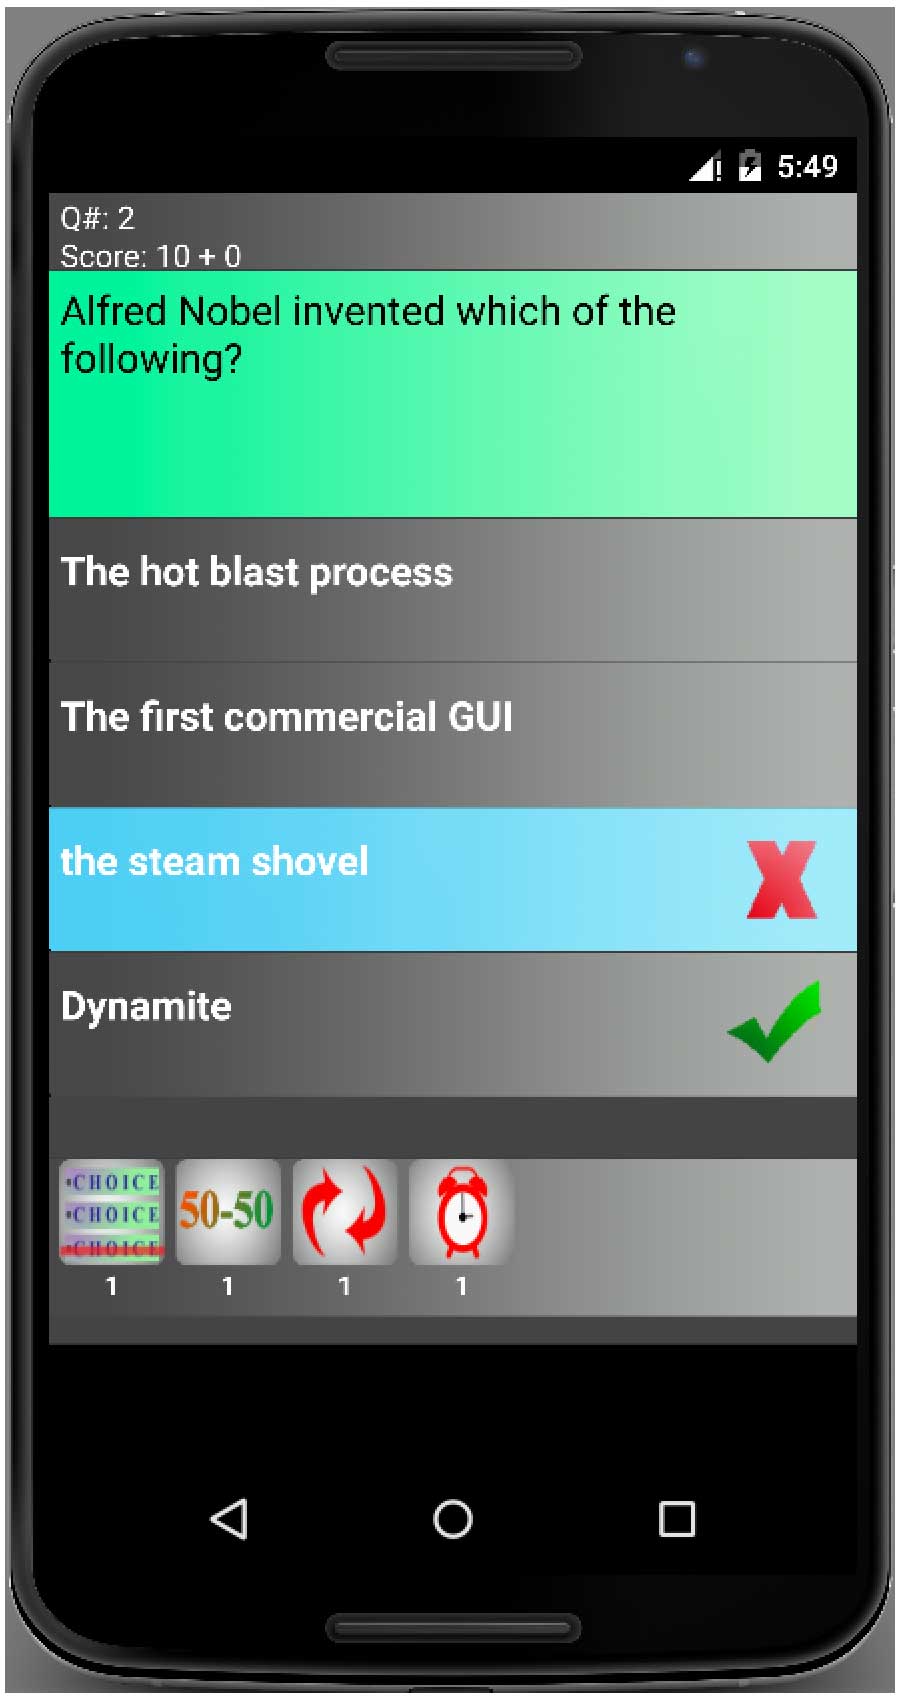 5:49
Q#: 2
Score: 10 + 0
Alfred Nobel invented which of the
following?
The hot blast process
The first commercial GUI
the steam shovel
Dynamite
•CHOICE
•CHOICE
•CHOICE
50-50
1
1
1
1